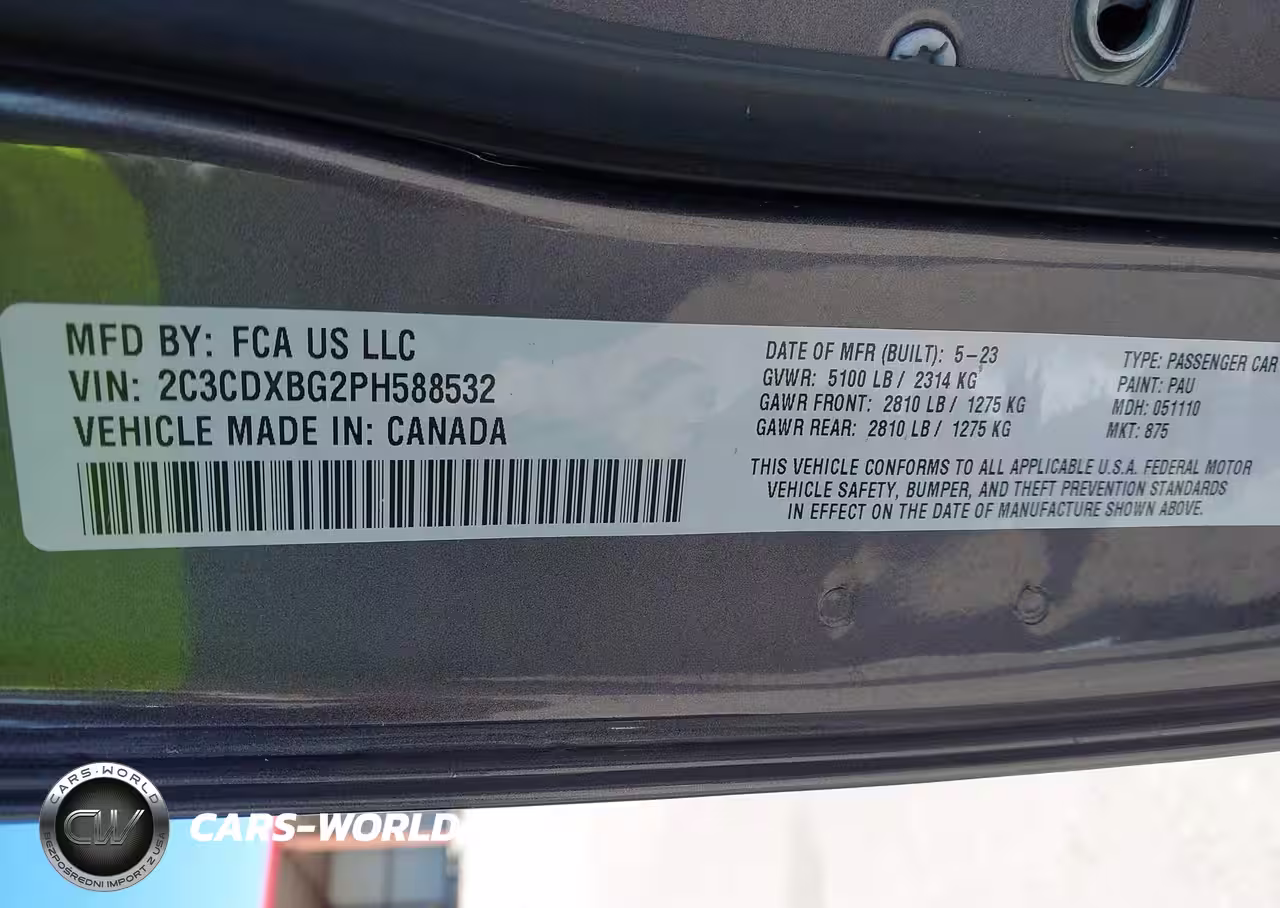 MFD BY: FCA US LLC
VIN: 2C3CDXBG2PH588532
VEHICLE MADE IN: CANADA
DATE OF MFR (BUILT): 5-23
GVWR: 5100 LB / 2314 KG
GAWR FRONT: 2810 LB / 1275 KG
GAWR REAR: 2810 LB / 1275 KG
TYPE: PASSENGER CAR
PAINT: PAU
MDH: 051110
MKT: 875
THIS VEHICLE CONFORMS TO ALL APPLICABLE U.S.A. FEDERAL MOTOR
VEHICLE SAFETY, BUMPER, AND THEFT PREVENTION STANDARDS
IN EFFECT ON THE DATE OF MANUFACTURE SHOWN ABOVE.
CARS-WORLD
CW
BEZPOŚREDNI IMPORT Z USA
CARS-WORLD